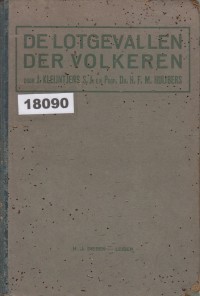 DE LOTGEVALLEN
DER VOLKEREN
DOOR J. KLEIJNTJENS S.J. EN PROF. DR. H. F. M. HUYBERS
18090